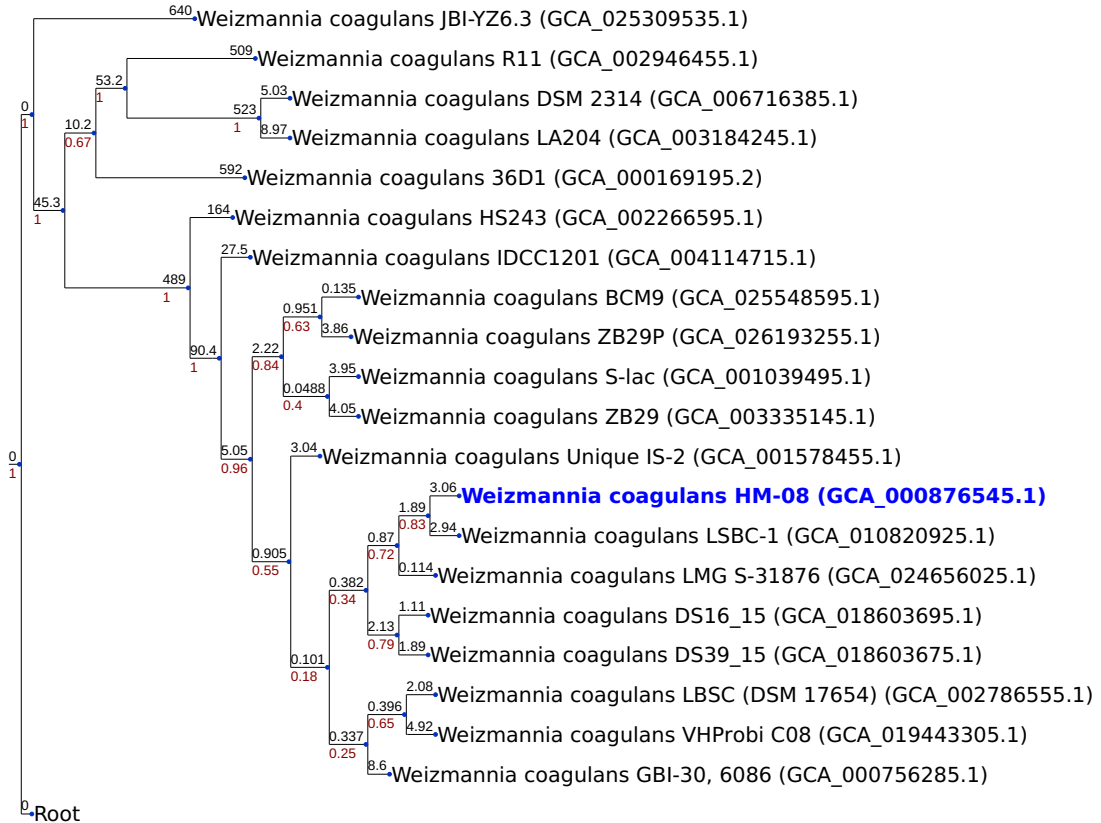 640 Weizmannia coagulans JBI-YZ6.3 (GCA_025309535.1)
509 Weizmannia coagulans R11 (GCA_002946455.1)
53.2
1
5.03 Weizmannia coagulans DSM 2314 (GCA_006716385.1)
0
1
523
1
10.2
0.67
8.97 Weizmannia coagulans LA204 (GCA_003184245.1)
592 Weizmannia coagulans 36D1 (GCA_000169195.2)
45.3
1
164 Weizmannia coagulans HS243 (GCA_002266595.1)
27.5 Weizmannia coagulans IDCC1201 (GCA_004114715.1)
489
1
0.135 Weizmannia coagulans BCM9 (GCA_025548595.1)
0.951
0.63
3.86 Weizmannia coagulans ZB29P (GCA_026193255.1)
90.4
1
2.22
0.84
3.95 Weizmannia coagulans S-lac (GCA_001039495.1)
0.0488
0.4
4.05 Weizmannia coagulans ZB29 (GCA_003335145.1)
5.05
0.96
3.04 Weizmannia coagulans Unique IS-2 (GCA_001578455.1)
0
1
3.06 Weizmannia coagulans HM-08 (GCA_000876545.1)
1.89
0.83
2.94 Weizmannia coagulans LSBC-1 (GCA_010820925.1)
0.87
0.72
0.905
0.55
0.114 Weizmannia coagulans LMG S-31876 (GCA_024656025.1)
0.382
0.34
1.11 Weizmannia coagulans DS16_15 (GCA_018603695.1)
2.13
0.79
1.89 Weizmannia coagulans DS39_15 (GCA_018603675.1)
0.101
0.18
2.08 Weizmannia coagulans LBSC (DSM 17654) (GCA_002786555.1)
0.396
0.65
4.92 Weizmannia coagulans VHProbi C08 (GCA_019443305.1)
0.337
0.25
8.6 Weizmannia coagulans GBI-30, 6086 (GCA_000756285.1)
0 Root